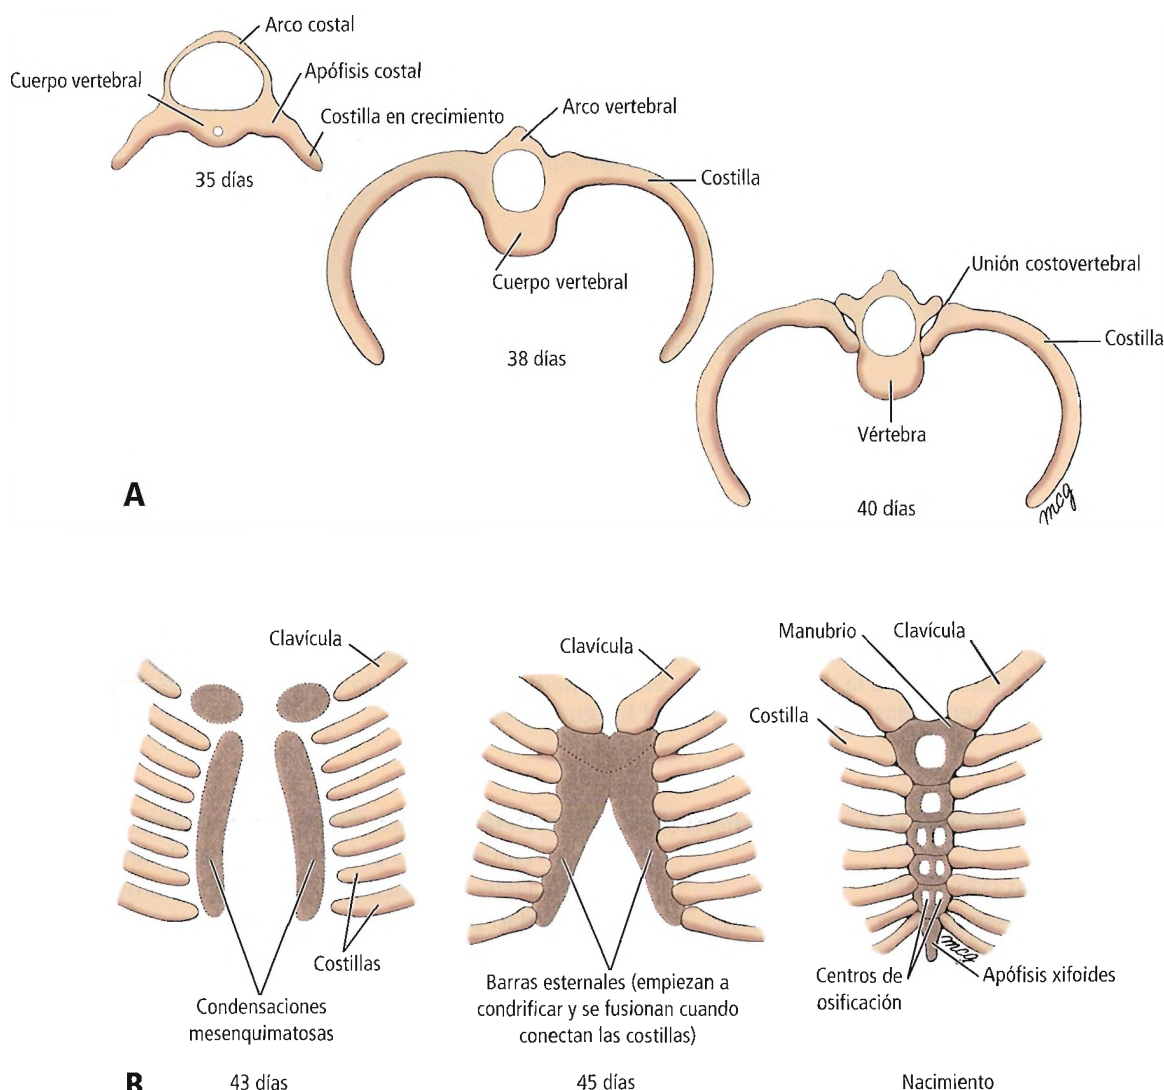 Arco costal
Cuerpo vertebral
Apófisis costal
Costilla en crecimiento
35 días
Arco vertebral
Costilla
Cuerpo vertebral
38 días
Unión costovertebral
Costilla
Vértebra
40 días
mcg
A
Clavícula
Costillas
Condensaciones
mesenquimatosas
43 días
Clavícula
Barras esternales (empiezan a
condrificar y se fusionan cuando
conectan las costillas)
45 días
Manubrio
Clavícula
Costilla
mcg
Centros de
osificación
Apófisis xifoides
Nacimiento
B